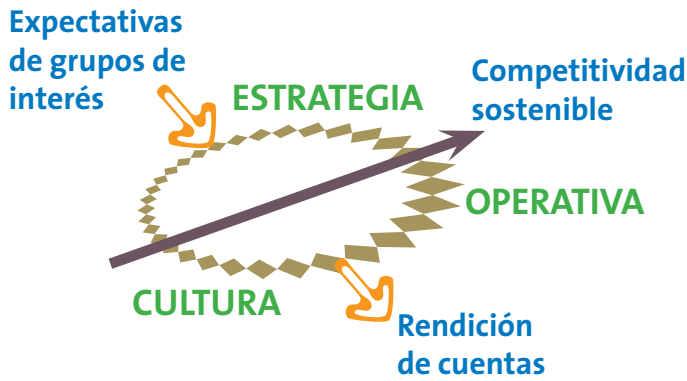 Expectativas
de grupos de
interés
ESTRATEGIA
Competitividad
sostenible
OPERATIVA
CULTURA
Rendición
de cuentas